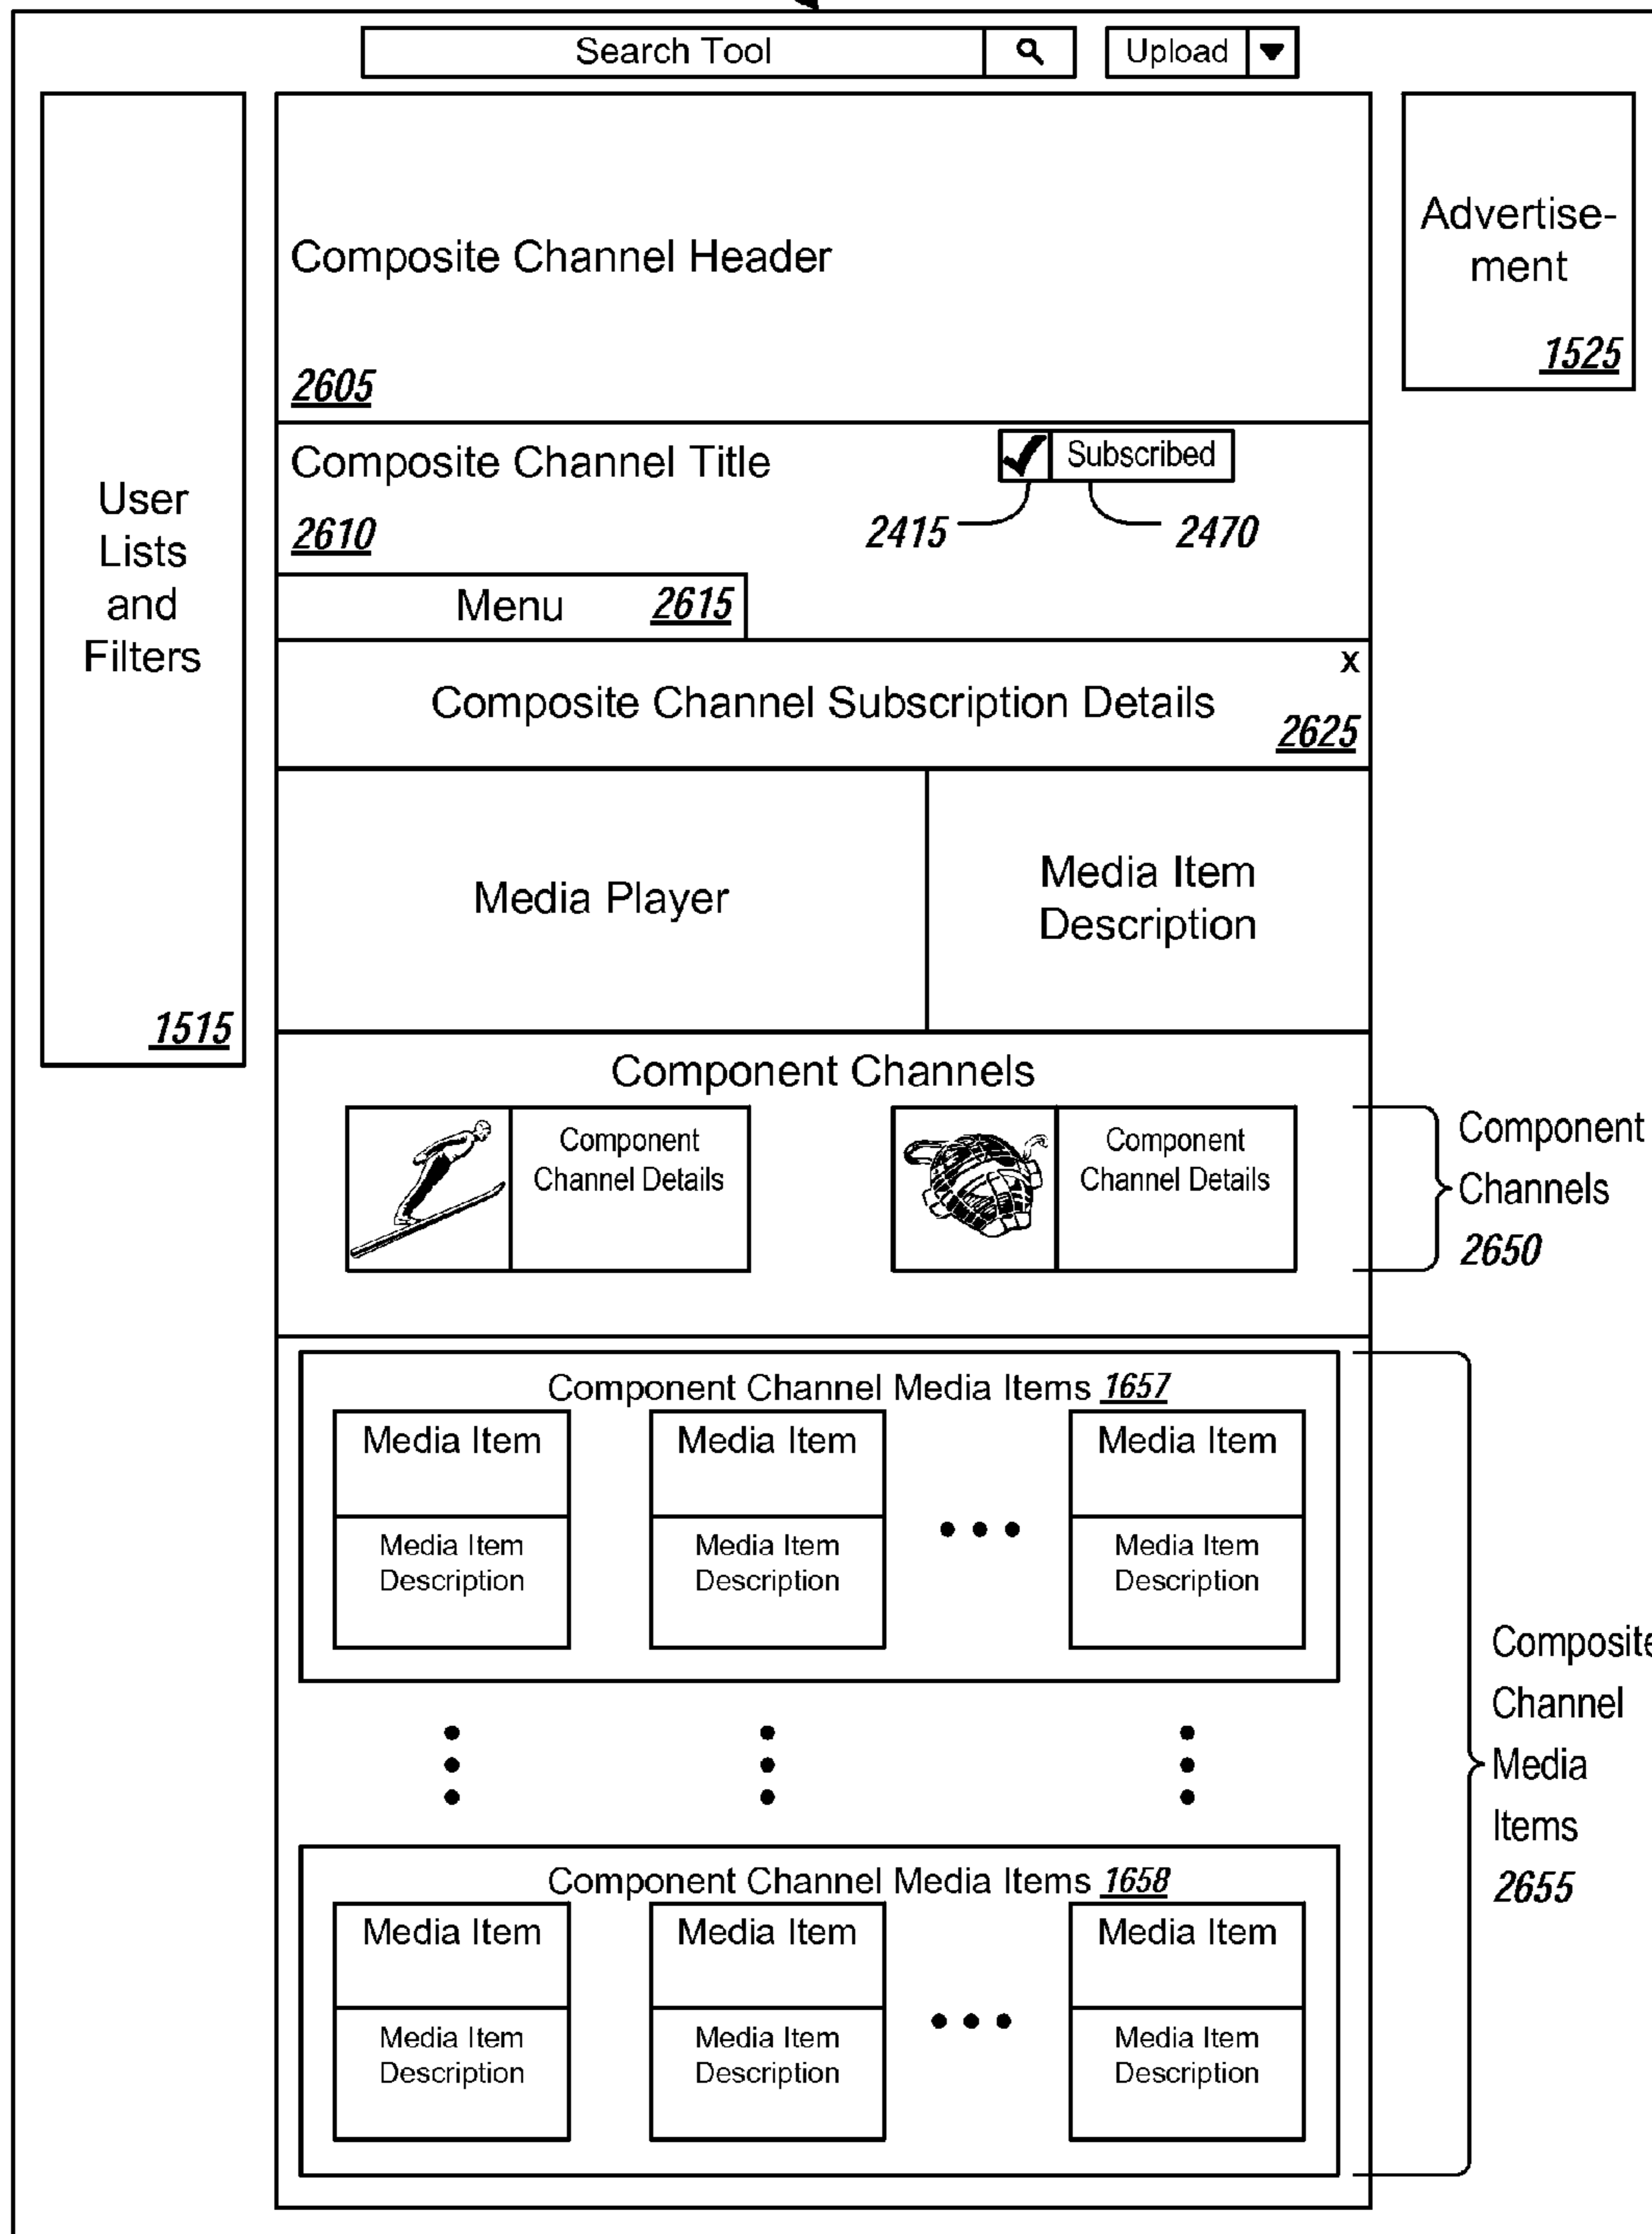 Search Tool
Upload
User
Lists
and
Filters
1515
Composite Channel Header
2605
Advertise-
ment
1525
Composite Channel Title
2610
Subscribed
2415
2470
Menu 2615
x
Composite Channel Subscription Details
2625
Media Player
Media Item
Description
Component Channels
Component
Channel Details
Component
Channel Details
Component
Channels
2650
Component Channel Media Items 1657
Media Item
Media Item
Description
Media Item
Media Item
Description
Media Item
Media Item
Description
Component Channel Media Items 1658
Media Item
Media Item
Description
Media Item
Media Item
Description
Media Item
Media Item
Description
Composite
Channel
Media
Items
2655